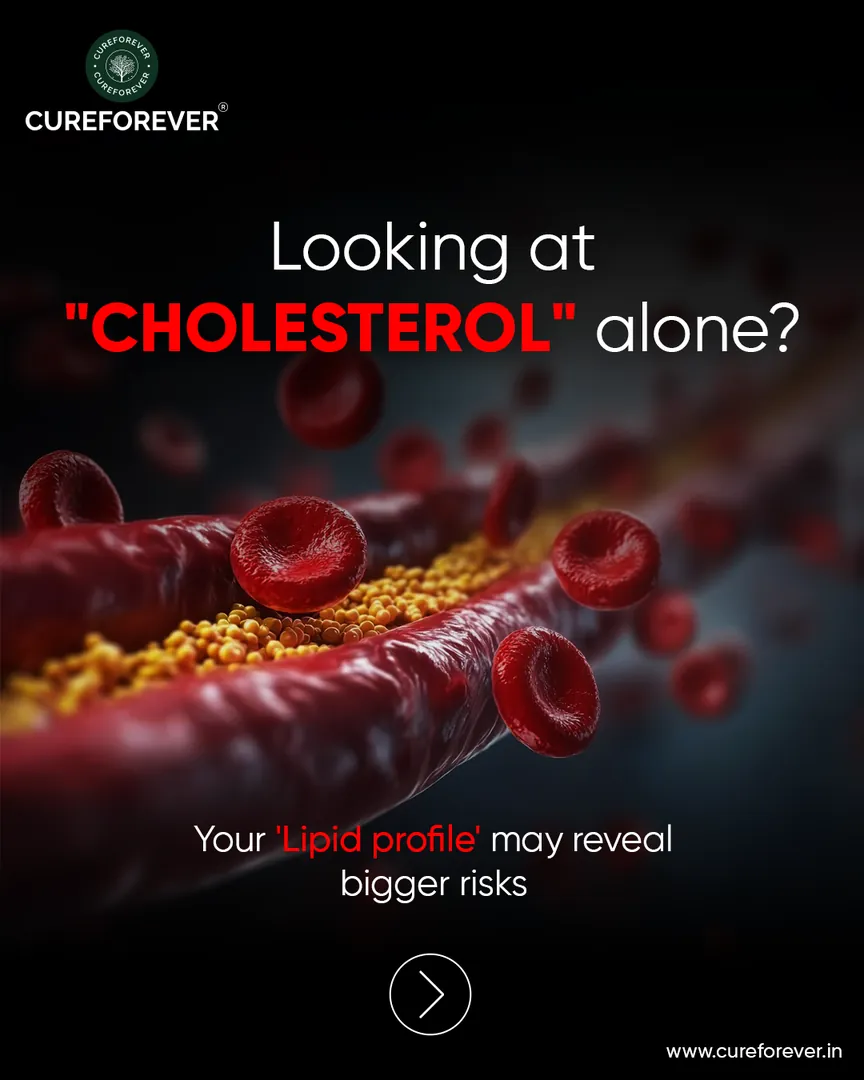 CUREFOREVER
CUREFOREVER
CUREFOREVER®
Looking at
"CHOLESTEROL" alone?
Your 'Lipid profile' may reveal
bigger risks
www.cureforever.in